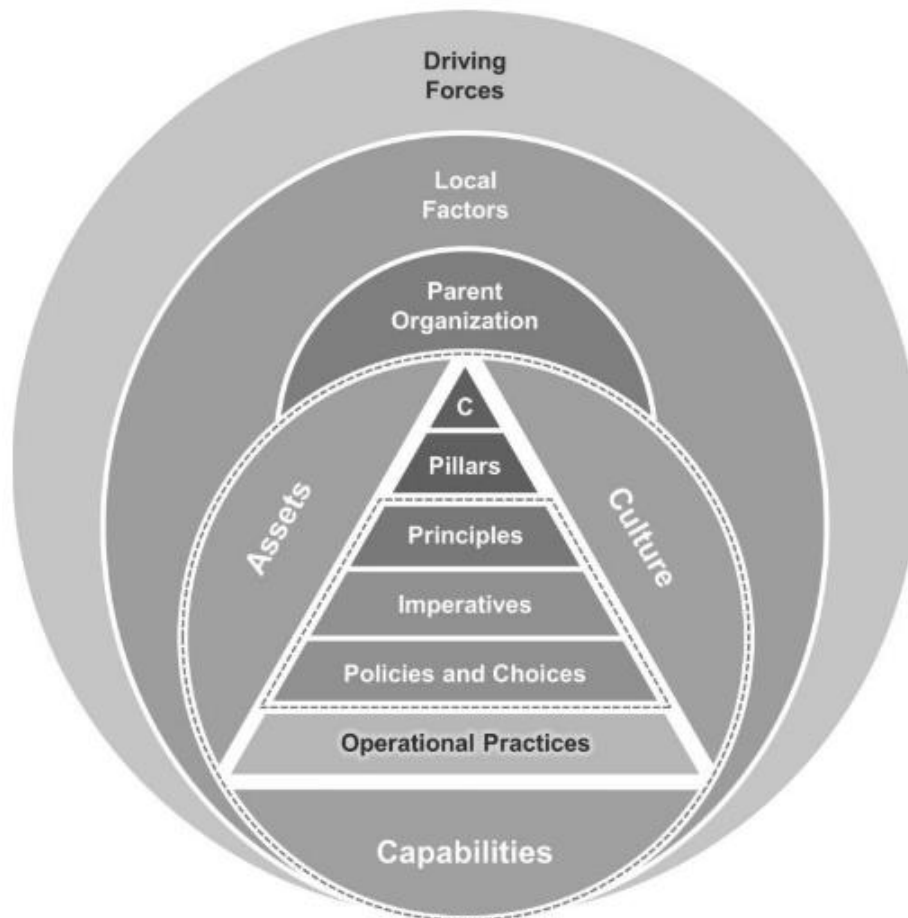 Driving
Forces
Local
Factors
Parent
Organization
C
Pillars
Assets
Culture
Principles
Imperatives
Policies and Choices
Operational Practices
Capabilities